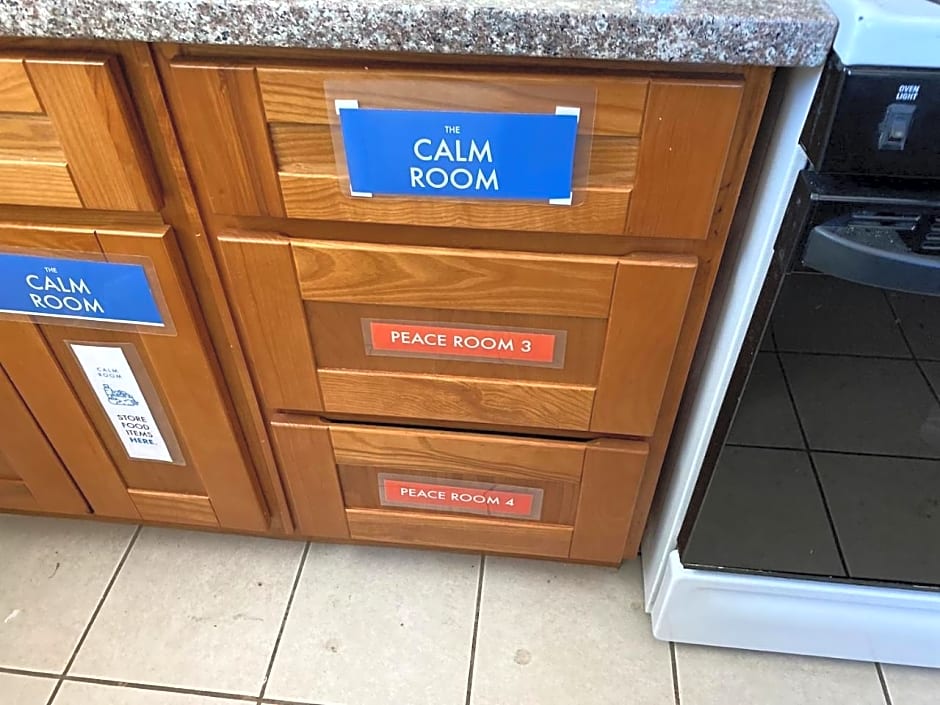 THE
CALM
ROOM
OVEN
LIGHT
THE
CALM
ROOM
PEACE ROOM 3
CALM
ROOM
STORE
FOOD
ITEMS
HERE.
PEACE ROOM 4